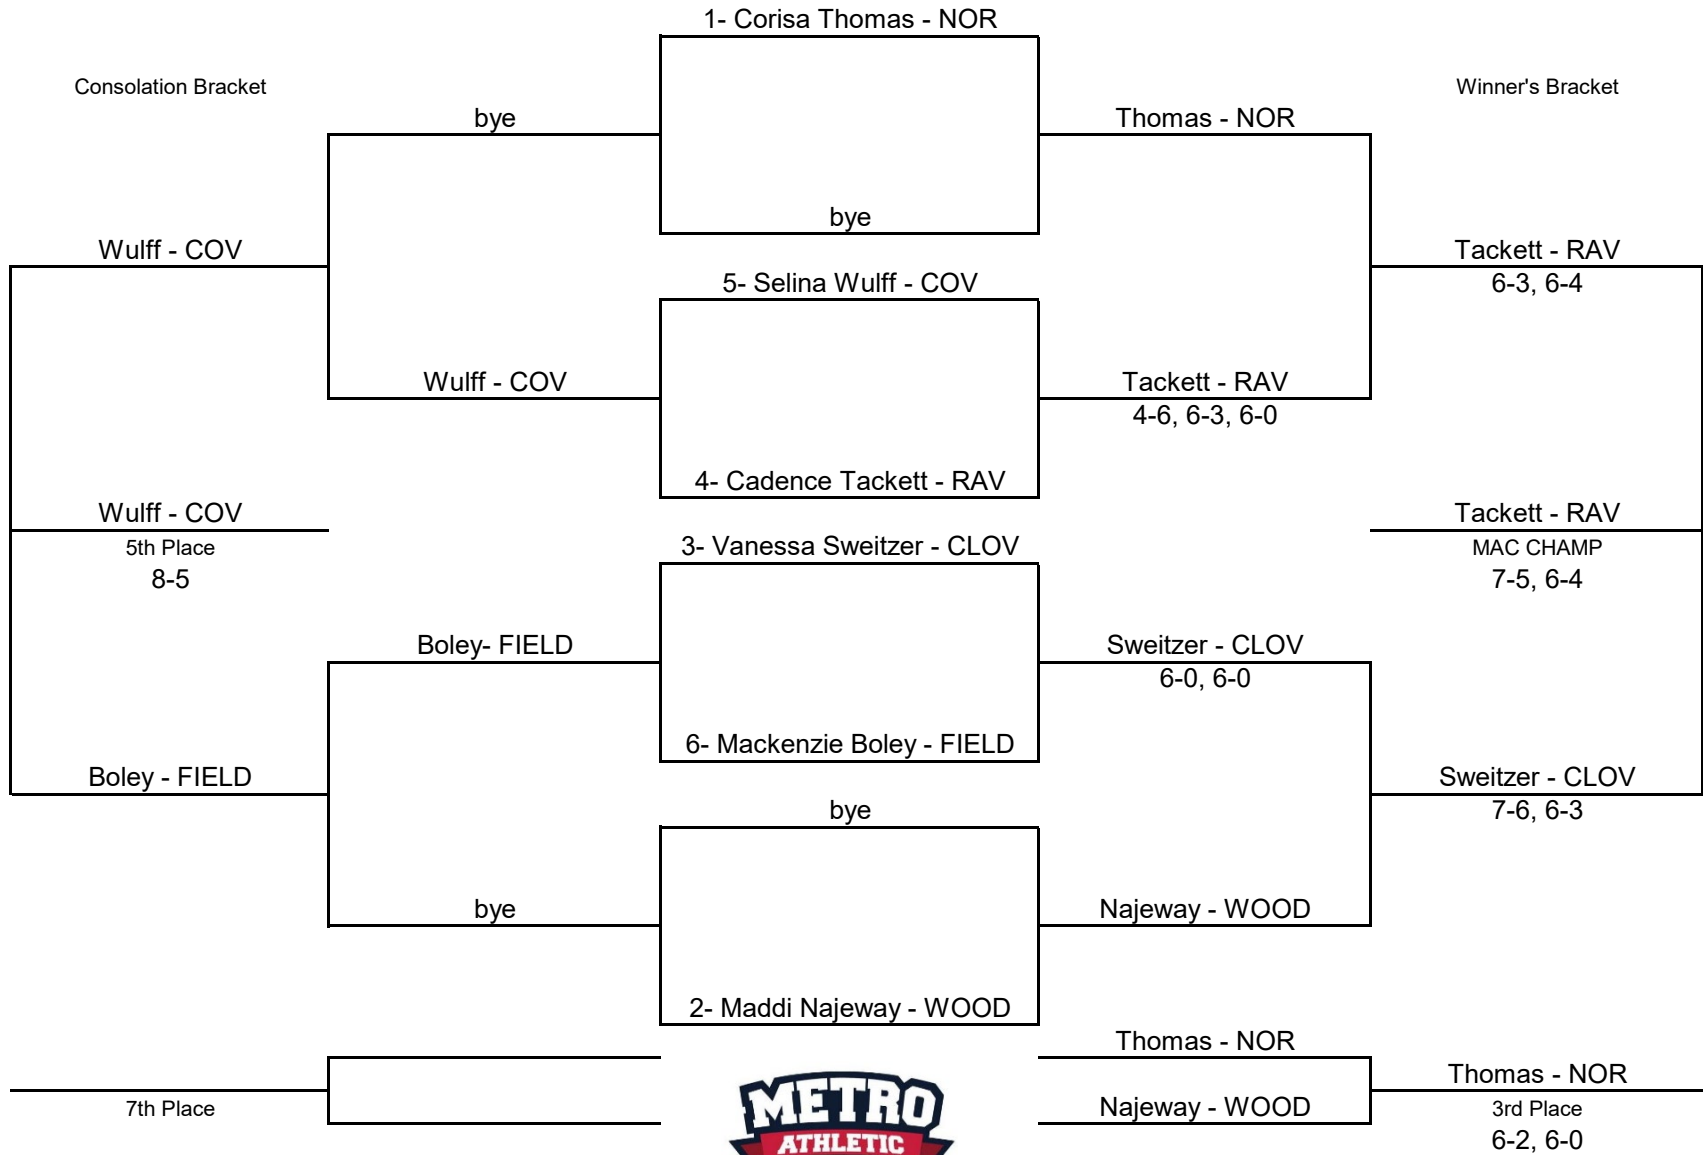 1- Corisa Thomas - NOR
Consolation Bracket
Winner's Bracket
bye
Thomas - NOR
bye
Wulff - COV
Tackett - RAV
5- Selina Wulff - COV
6-3, 6-4
Wulff - COV
Tackett - RAV
4-6, 6-3, 6-0
4- Cadence Tackett - RAV
Wulff - COV
Tackett - RAV
5th Place
3- Vanessa Sweitzer - CLOV
MAC CHAMP
8-5
7-5, 6-4
Boley- FIELD
Sweitzer - CLOV
6-0, 6-0
6- Mackenzie Boley - FIELD
Boley - FIELD
Sweitzer - CLOV
bye
7-6, 6-3
bye
Najeway - WOOD
2- Maddi Najeway - WOOD
Thomas - NOR
Thomas - NOR
7th Place
Najeway - WOOD
3rd Place
6-2, 6-0
METRO
ATHLETIC